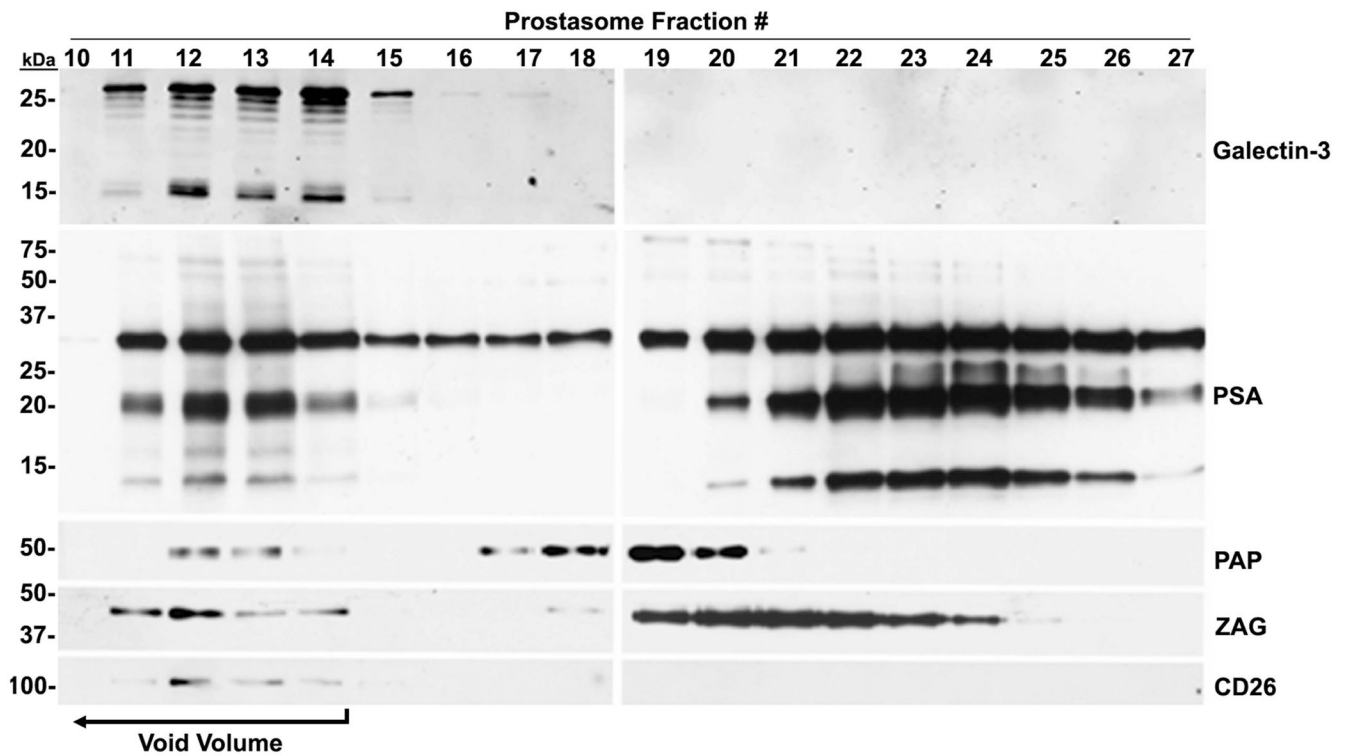 Prostasome Fraction #
kDa 10 11 12 13 14 15 16 17 18 19 20 21 22 23 24 25 26 27
25-
20-
15-
Galectin-3
75-
50-
37-
25-
20-
15-
PSA
50-
PAP
50-
37-
ZAG
100-
CD26
Void Volume